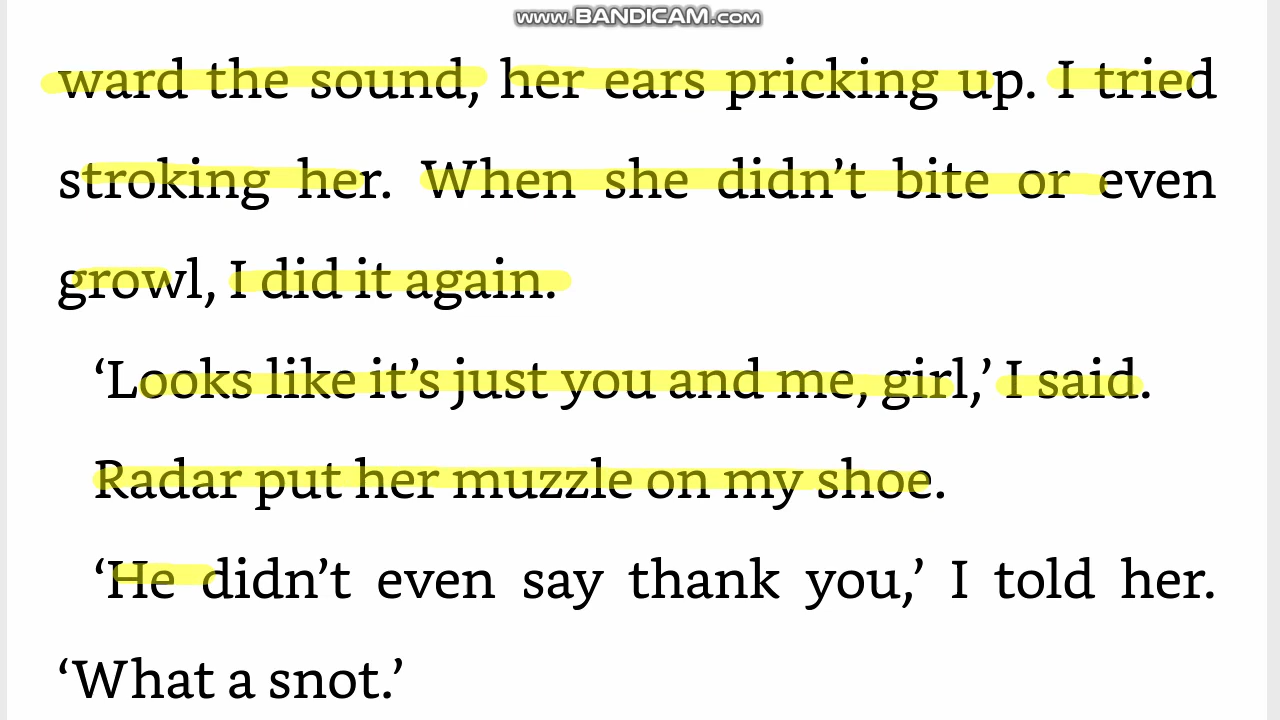 www.BANDICAM.com
ward the sound, her ears pricking up. I tried
stroking her. When she didn’t bite or even
growl, I did it again.
‘Looks like it’s just you and me, girl,’ I said.
Radar put her muzzle on my shoe.
‘He didn’t even say thank you,’ I told her.
‘What a snot.’